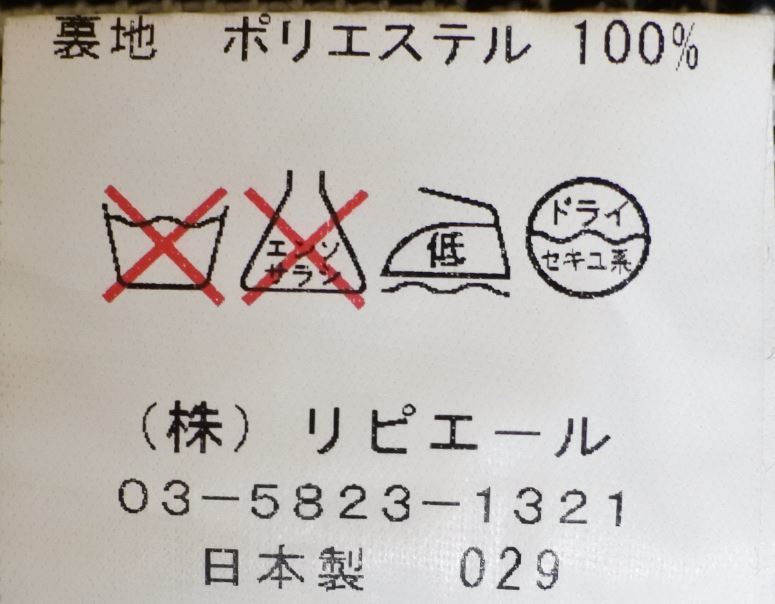 裏地 ポリエステル 100%
エンソ
サラシ
低
ドライ
セキユ系
(株) リピエール
03-5823-1321
日本製 029